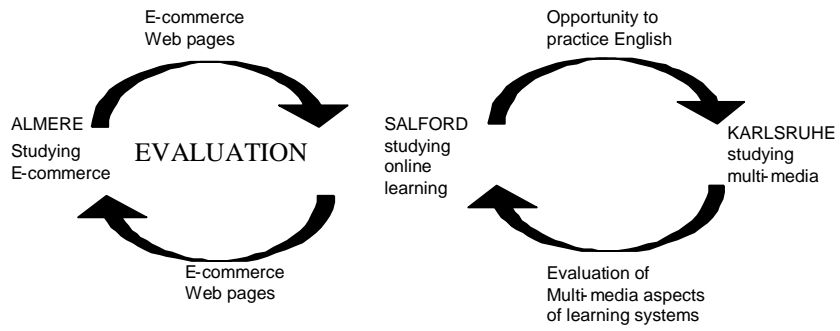 E-commerce
Web pages
Opportunity to
practice English
ALMERE
Studying
E-commerce
EVALUATION
SALFORD
studying
online
learning
KARLSRUHE
studying
multi-media
E-commerce
Web pages
Evaluation of
Multi-media aspects
of learning systems